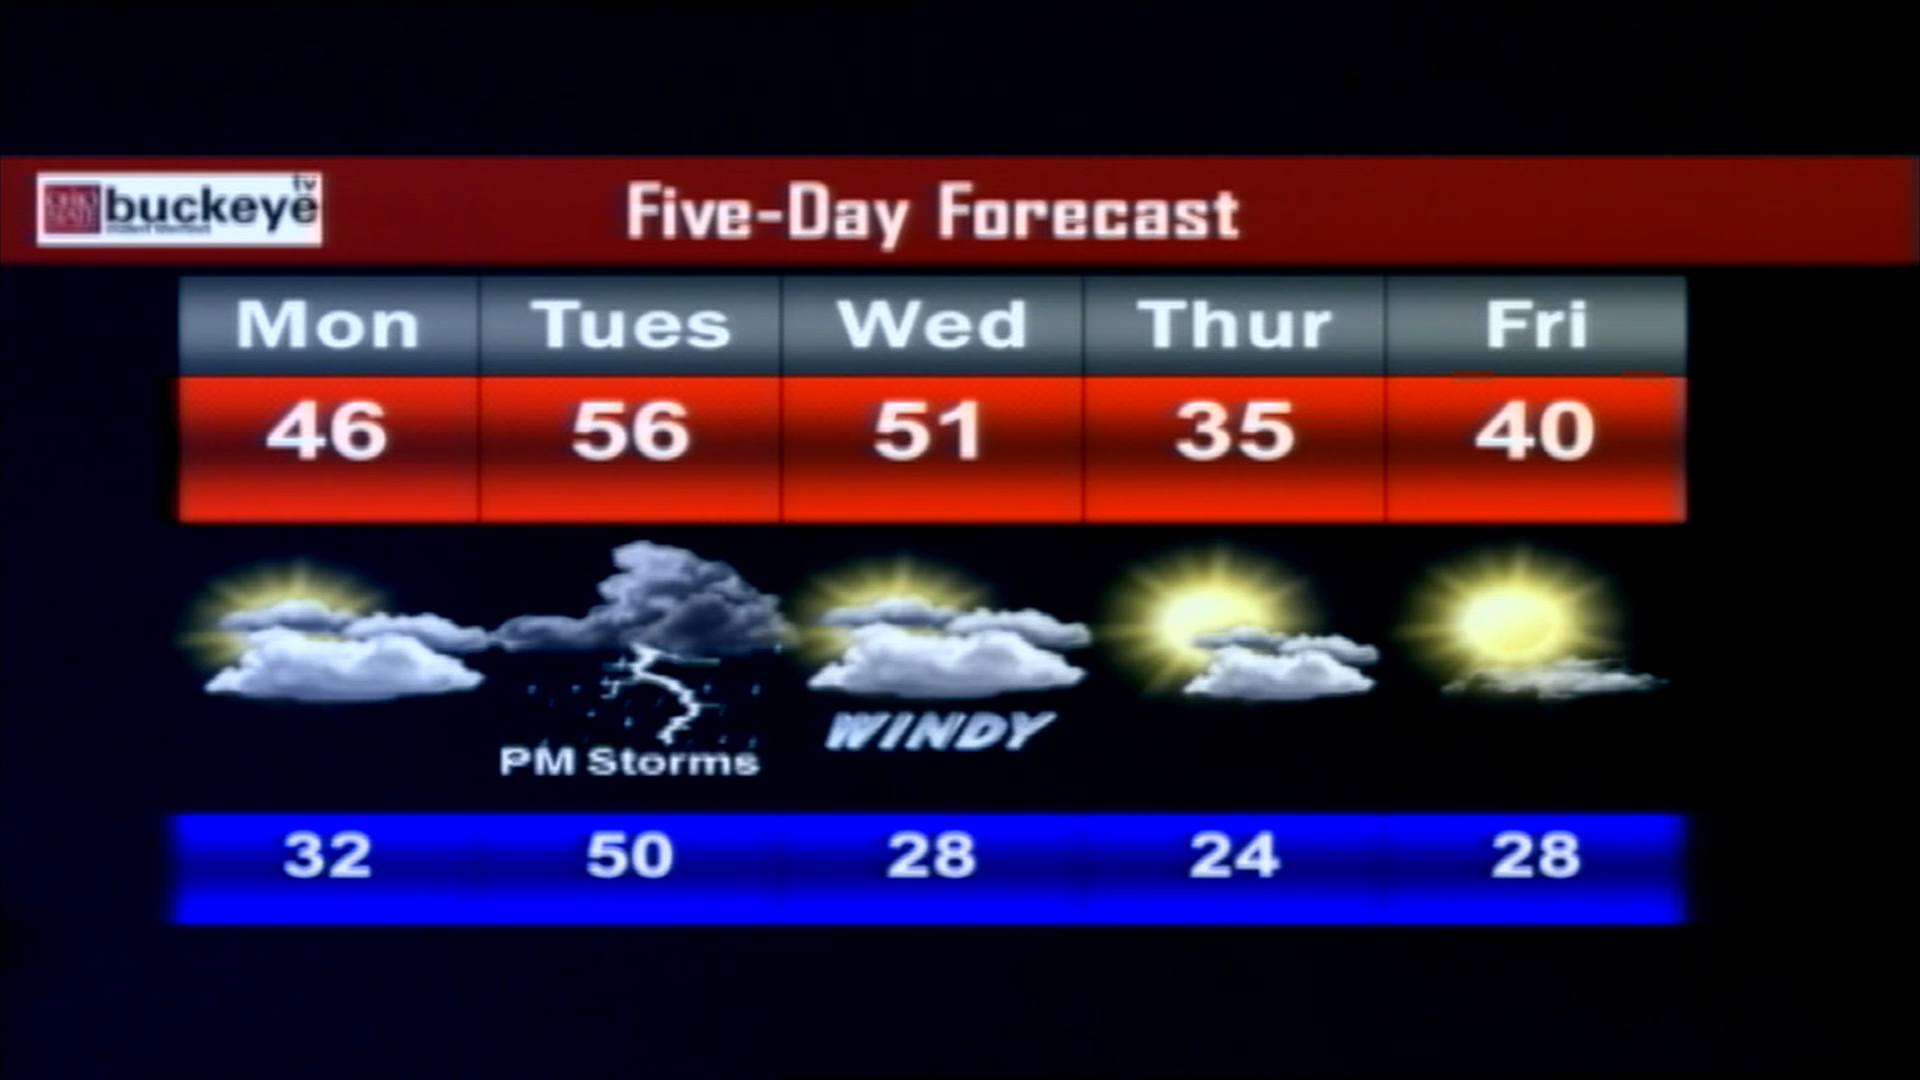 tv
buckeye
Five-Day Forecast
Mon Tues Wed Thur Fri
46 56 51 35 40
WINDY
PM Storms
32 50 28 24 28